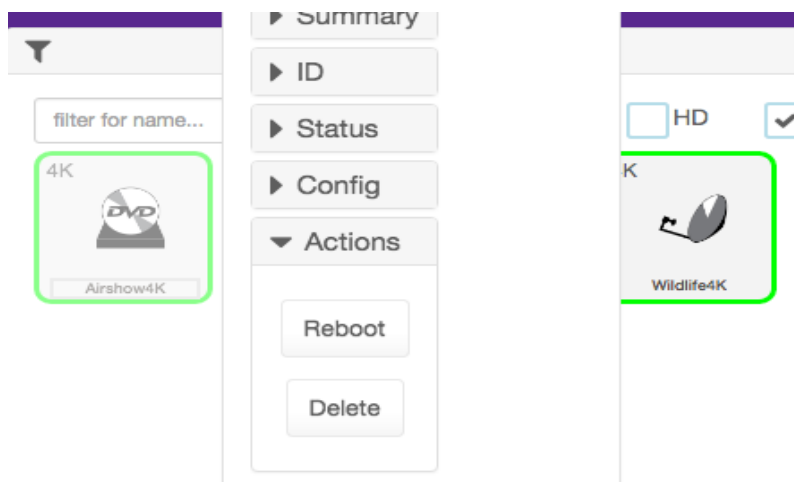 Summary
ID
filter for name...
Status
HD
4K
K
Config
DVD
Actions
Airshow4K
Wildlife4K
Reboot
Delete